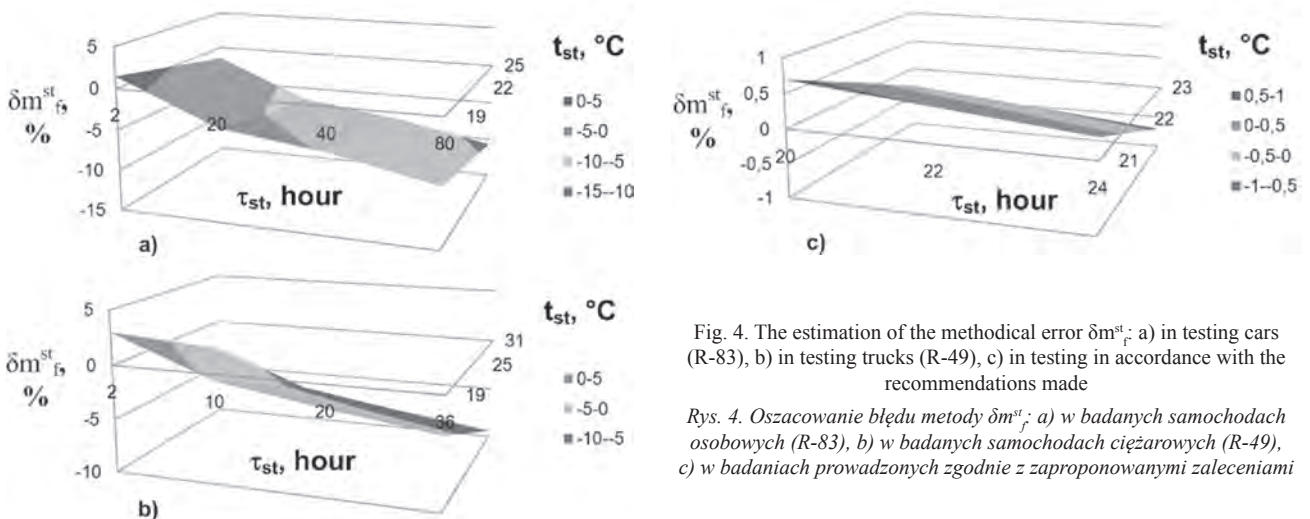 5
0
-5
-10
-15
δm^st_f, %
2
20
40
80
τ_st, hour
t_st, °C
25
22
19
0-5
-5-0
-10--5
-15--10
a)
5
0
-5
-10
δm^st_f, %
2
10
20
36
τ_st, hour
t_st, °C
31
25
19
0-5
-5-0
-10--5
b)
1
0,5
0
-0,5
-1
δm^st_f, %
20
22
24
τ_st, hour
t_st, °C
23
22
21
0,5-1
0-0,5
-0,5-0
-1--0,5
c)
Fig. 4. The estimation of the methodical error δm^st_f: a) in testing cars
(R-83), b) in testing trucks (R-49), c) in testing in accordance with the
recommendations made
Rys. 4. Oszacowanie błędu metody δm^st_f: a) w badanych samochodach
osobowych (R-83), b) w badanych samochodach ciężarowych (R-49),
c) w badaniach prowadzonych zgodnie z zaproponowanymi zaleceniami